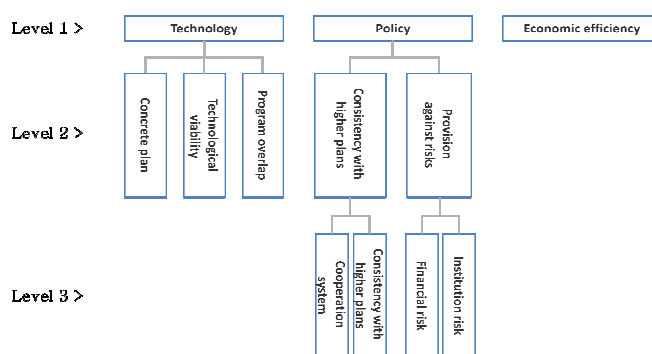 Level 1 >
Technology
Policy
Economic efficiency
Level 2 >
Concrete plan
Technological
viability
Program overlap
Consistency with
higher plans
Provision
against risks
Level 3 >
Cooperation
system
Consistency with
higher plans
Financial risk
Institution risk